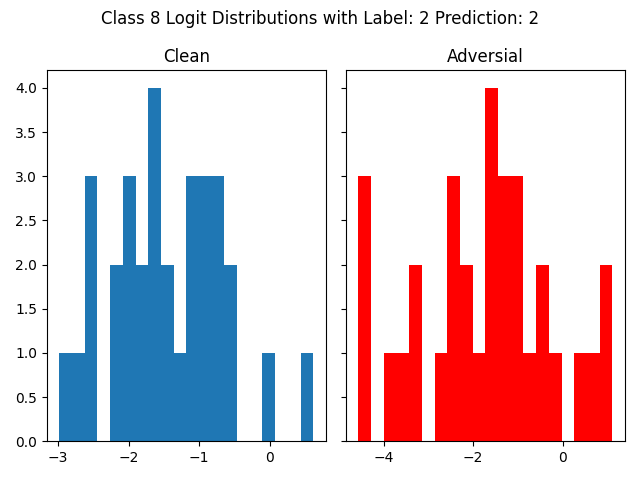 Class 8 Logit Distributions with Label: 2 Prediction: 2
Clean
Adversial
4.0
3.5
3.0
2.5
2.0
1.5
1.0
0.5
0.0
−3 −2 −1 0
−4 −2 0